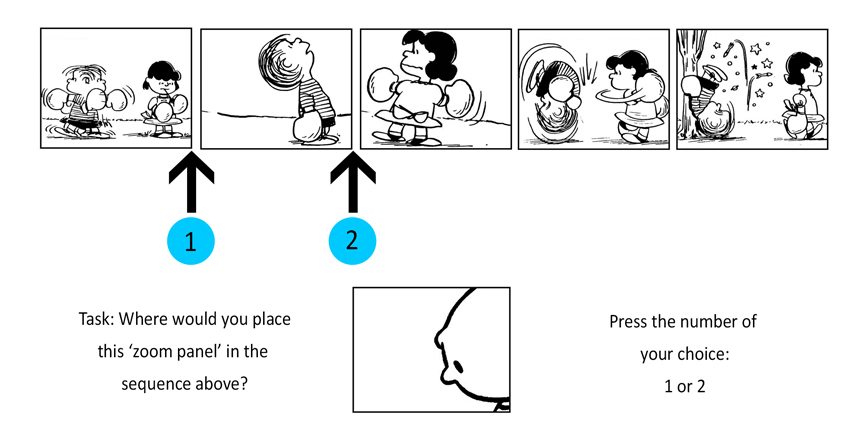 1
2
Task: Where would you place
this ‘zoom panel’ in the
sequence above?
Press the number of
your choice:
1 or 2